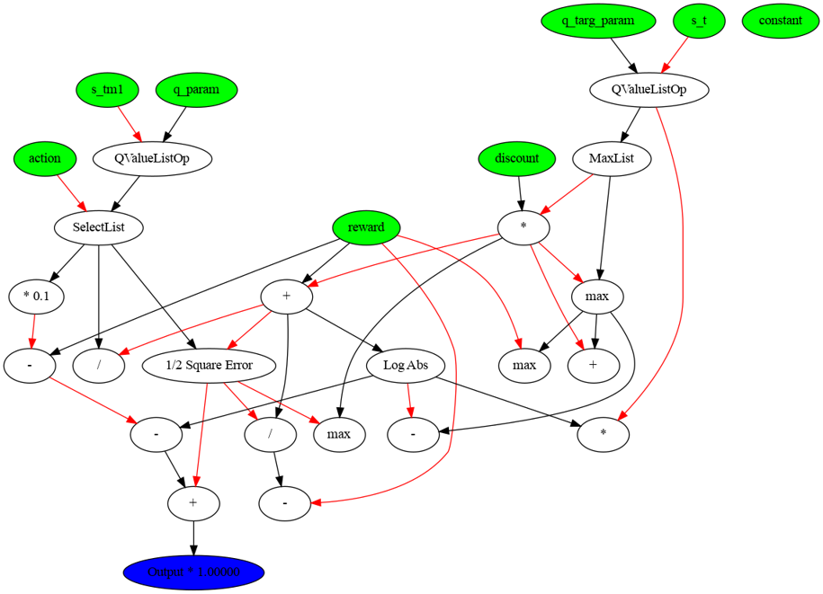 q_targ_param
s_t
constant
s_tm1
q_param
QValueListOp
action
QValueListOp
discount
MaxList
SelectList
reward
*
* 0.1
+
max
-
/
1/2 Square Error
Log Abs
max
+
-
/
max
-
*
+
-
Output * 1.00000